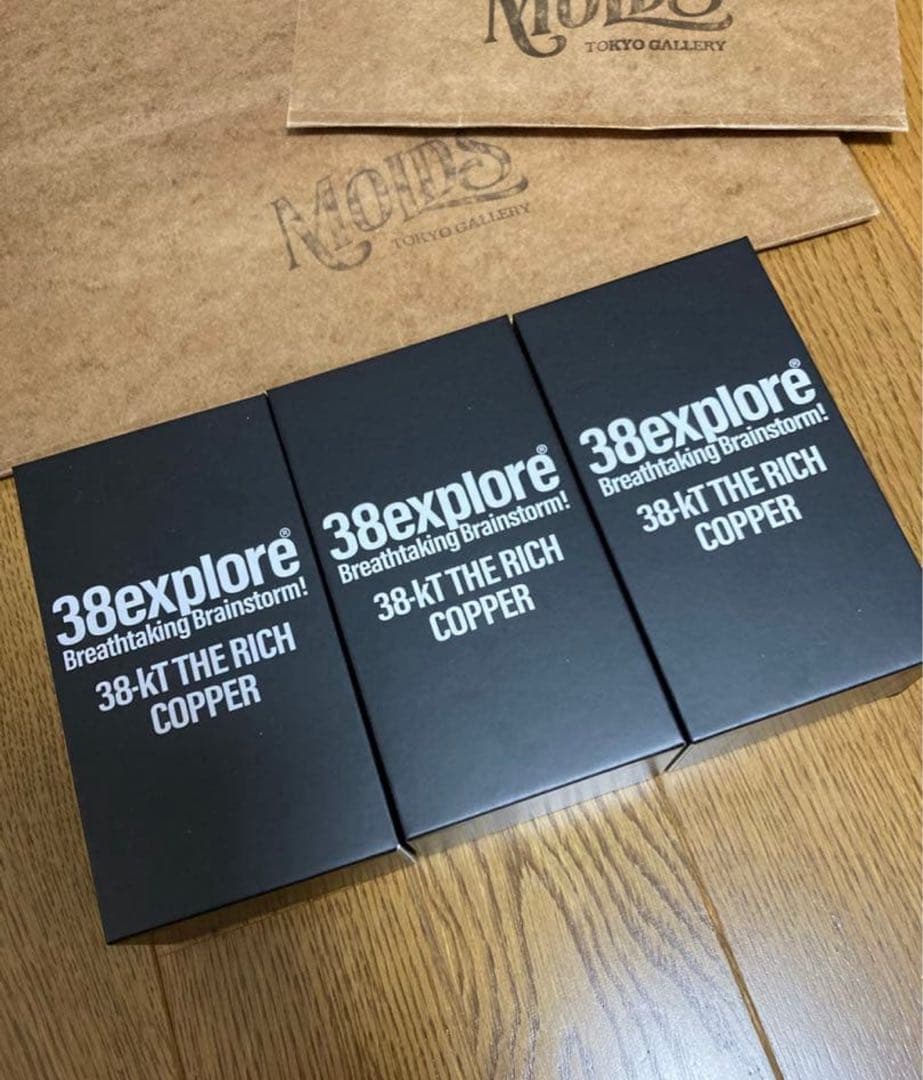 MOIDS
TOKYO GALLERY
MOIDS
TOKYO GALLERY
38explore®
Breathtaking Brainstorm!
38-kT THE RICH
COPPER
38explore®
Breathtaking Brainstorm!
38-kT THE RICH
COPPER
38explore®
Breathtaking Brainstorm!
38-kT THE RICH
COPPER